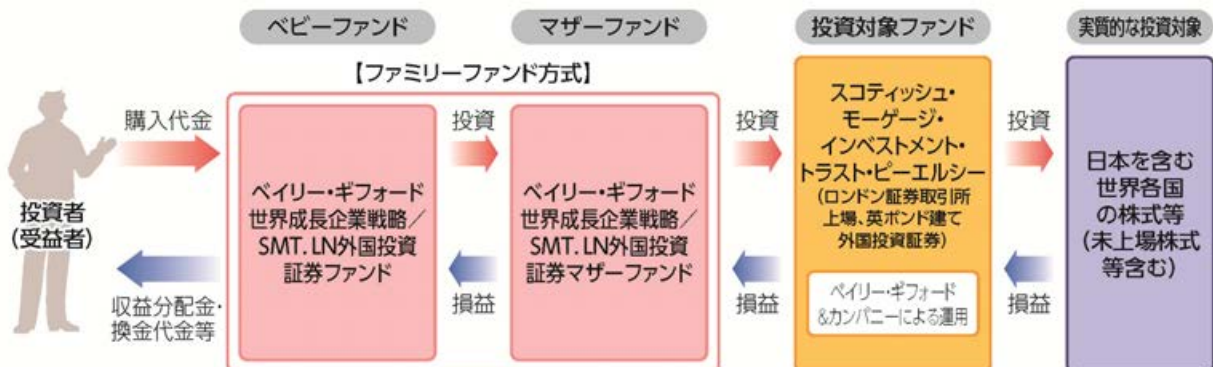 ベビーファンド
マザーファンド
投資対象ファンド
実質的な投資対象
【ファミリーファンド方式】
投資者
(受益者)
購入代金
収益分配金・
換金代金等
ベイリー・ギフォード
世界成長企業戦略／
SMT.LN外国投資
証券ファンド
投資
損益
ベイリー・ギフォード
世界成長企業戦略／
SMT.LN外国投資
証券マザーファンド
投資
損益
スコティッシュ・
モーゲージ・
インベストメント・
トラスト・ピーエルシー
(ロンドン証券取引所
上場、英ポンド建て
外国投資証券)
ベイリー・ギフォード
&カンパニーによる運用
投資
損益
日本を含む
世界各国
の株式等
(未上場株式
等含む)